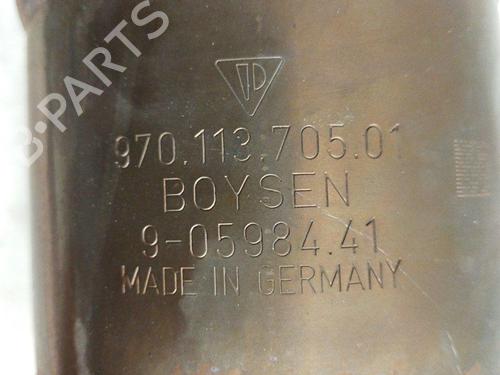 970.113.705.01
BOYSEN
9-05984.41
MADE IN GERMANY
B-PARTS